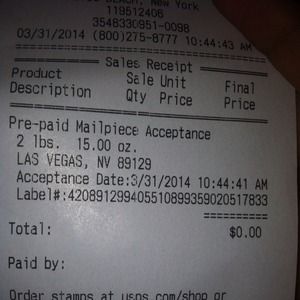 BEACH, New York
119512406
3548330951-0098
03/31/2014 (800)275-8777 10:44:43 AM
Sales Receipt
Product Sale Unit Final
Description Qty Price Price
Pre-paid Mailpiece Acceptance
2 lbs. 15.00 oz.
LAS VEGAS, NV 89129
Acceptance Date:3/31/2014 10:44:41 AM
Label#:420891299405510899359020517833
==========
Total: $0.00
Paid by:
Order stamps at usps.com/shop or